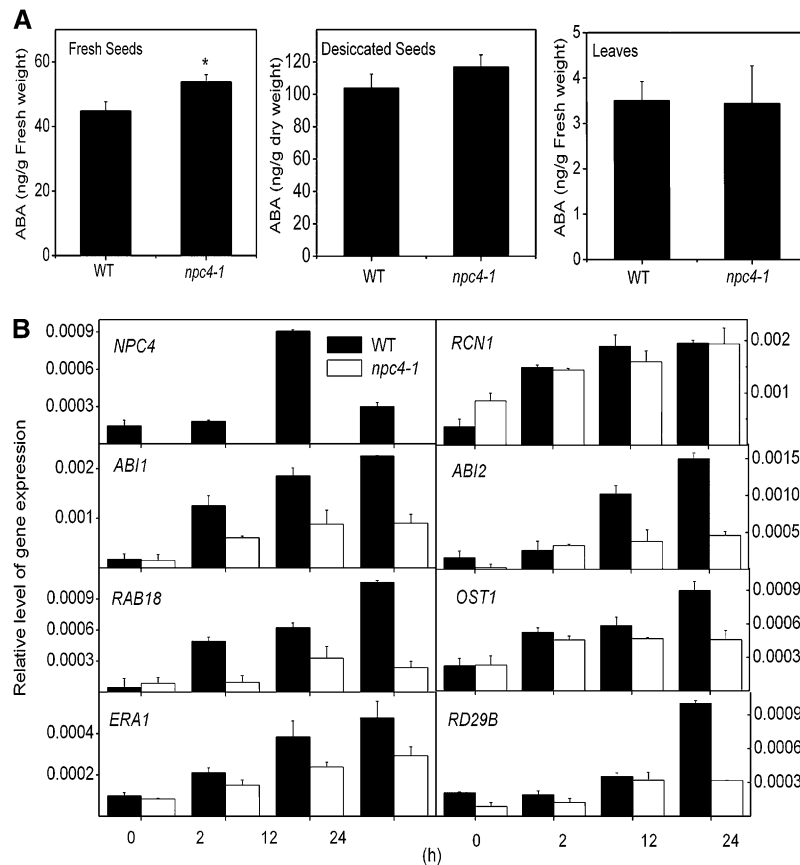 A
Fresh Seeds
ABA (ng/g Fresh weight)
60
40
20
0
*
WT
npc4-1
Desiccated Seeds
ABA (ng/g dry weight)
120
100
80
60
40
20
0
WT
npc4-1
Leaves
ABA (ng/g Fresh weight)
5
4
3
2
1
0
WT
npc4-1
B
Relative level of gene expression
NPC4
0.0009
0.0006
0.0003
WT
npc4-1
RCN1
0.002
0.001
ABI1
0.002
0.001
ABI2
0.0015
0.0010
0.0005
RAB18
0.0009
0.0006
0.0003
OST1
0.0009
0.0006
0.0003
ERA1
0.0004
0.0002
RD29B
0.0009
0.0006
0.0003
0 2 12 24 (h) 0 2 12 24